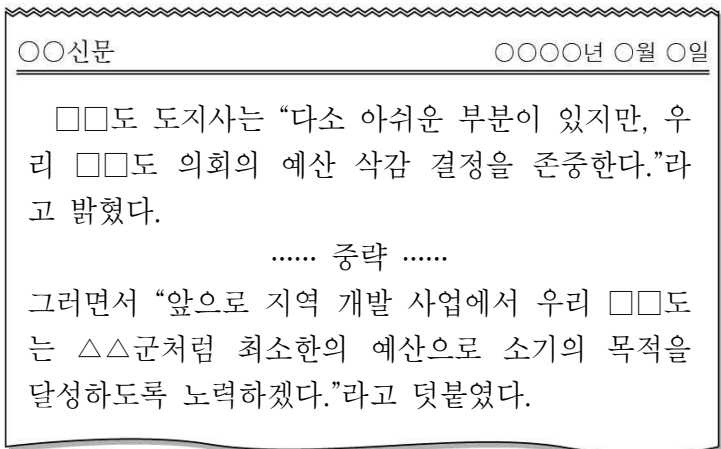 ○○신문 ○○○○년 ○월 ○일
□□도 도지사는 “다소 아쉬운 부분이 있지만, 우
리 □□도 의회의 예산 삭감 결정을 존중한다.”라
고 밝혔다.
…… 중략 ……
그러면서 “앞으로 지역 개발 사업에서 우리 □□도
는 △△군처럼 최소한의 예산으로 소기의 목적을
달성하도록 노력하겠다.”라고 덧붙였다.